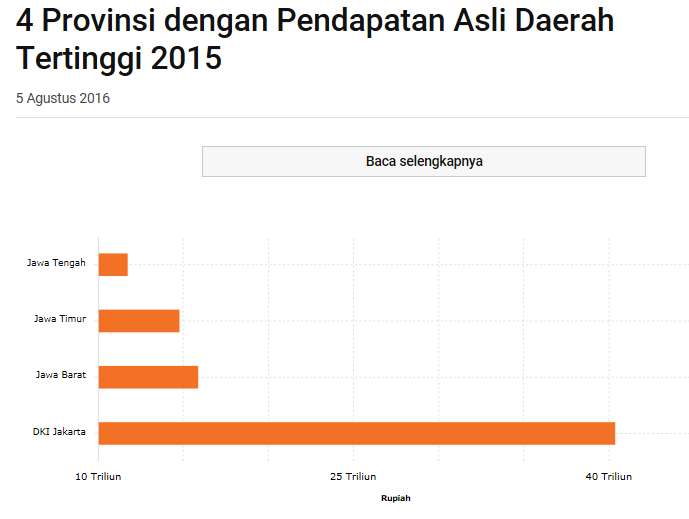 4 Provinsi dengan Pendapatan Asli Daerah
Tertinggi 2015
5 Agustus 2016
Baca selengkapnya
Jawa Tengah
Jawa Timur
Jawa Barat
DKI Jakarta
10 Triliun 25 Triliun 40 Triliun
Rupiah